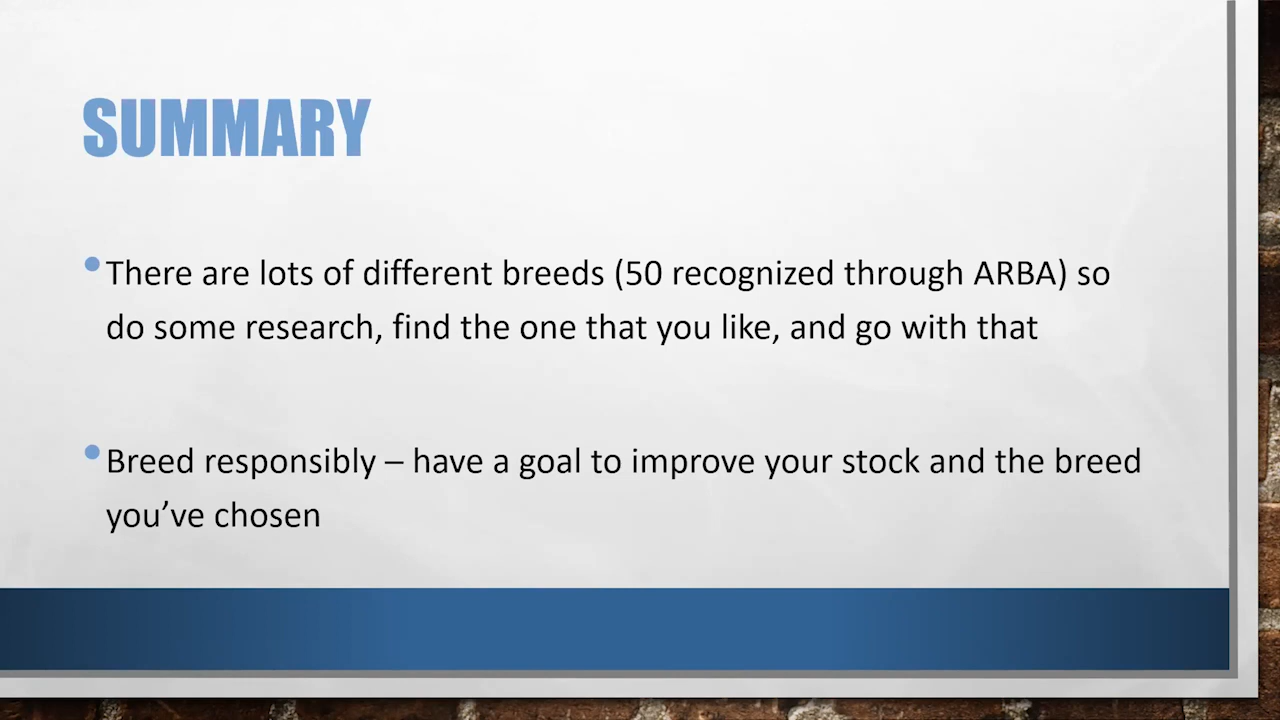 SUMMARY
•There are lots of different breeds (50 recognized through ARBA) so
do some research, find the one that you like, and go with that
•Breed responsibly – have a goal to improve your stock and the breed
you’ve chosen